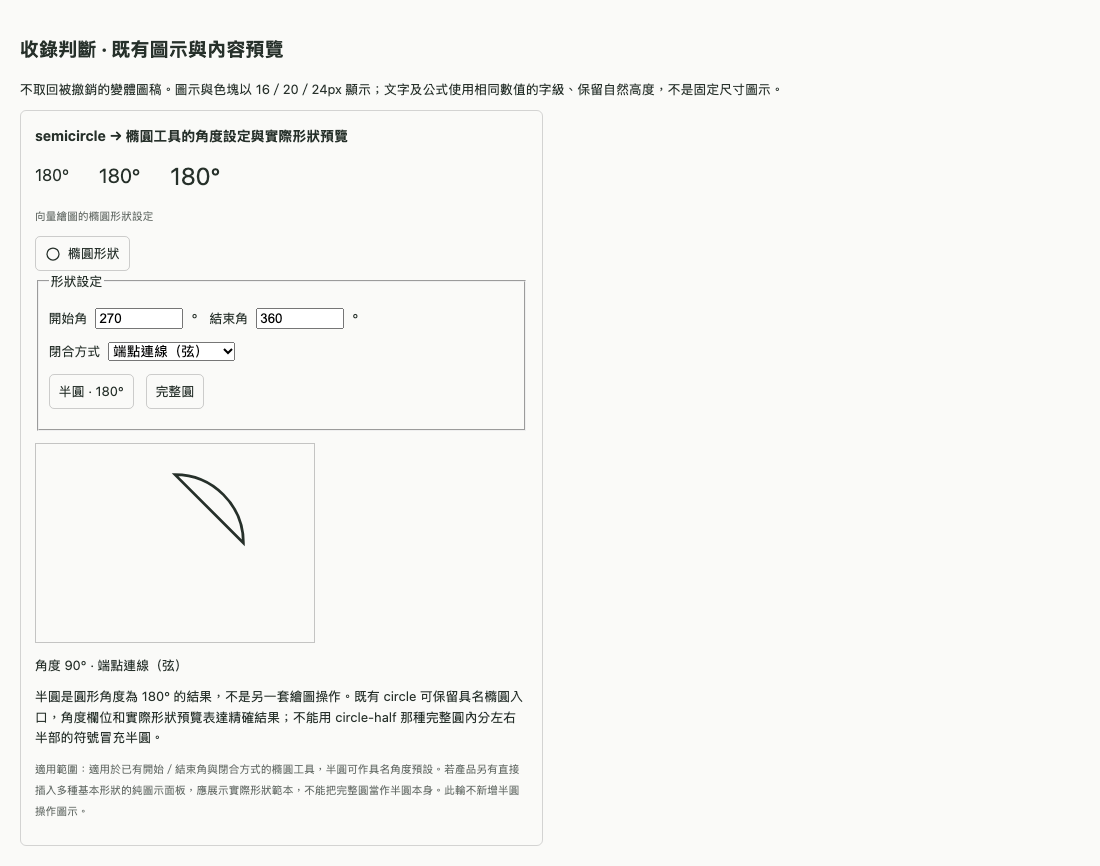 收錄判斷 · 既有圖示與內容預覽
不取回被撤銷的變體圖稿。圖示與色塊以 16 / 20 / 24px 顯示；文字及公式使用相同數值的字級、保留自然高度，不是固定尺寸圖示。
semicircle → 橢圓工具的角度設定與實際形狀預覽
180° 180° 180°
向量繪圖的橢圓形狀設定
橢圓形狀
形狀設定
開始角 270 ° 結束角 360 °
閉合方式 端點連線（弦）
半圓 · 180° 完整圓
角度 90° · 端點連線（弦）
半圓是圓形角度為 180° 的結果，不是另一套繪圖操作。既有 circle 可保留具名橢圓入
口，角度欄位和實際形狀預覽表達精確結果；不能用 circle-half 那種完整圓內分左右
半部的符號冒充半圓。
適用範圍：適用於已有開始 / 結束角與閉合方式的橢圓工具，半圓可作具名角度預設。若產品另有直接
插入多種基本形狀的純圖示面板，應展示實際形狀範本，不能把完整圓當作半圓本身。此輪不新增半圓
操作圖示。